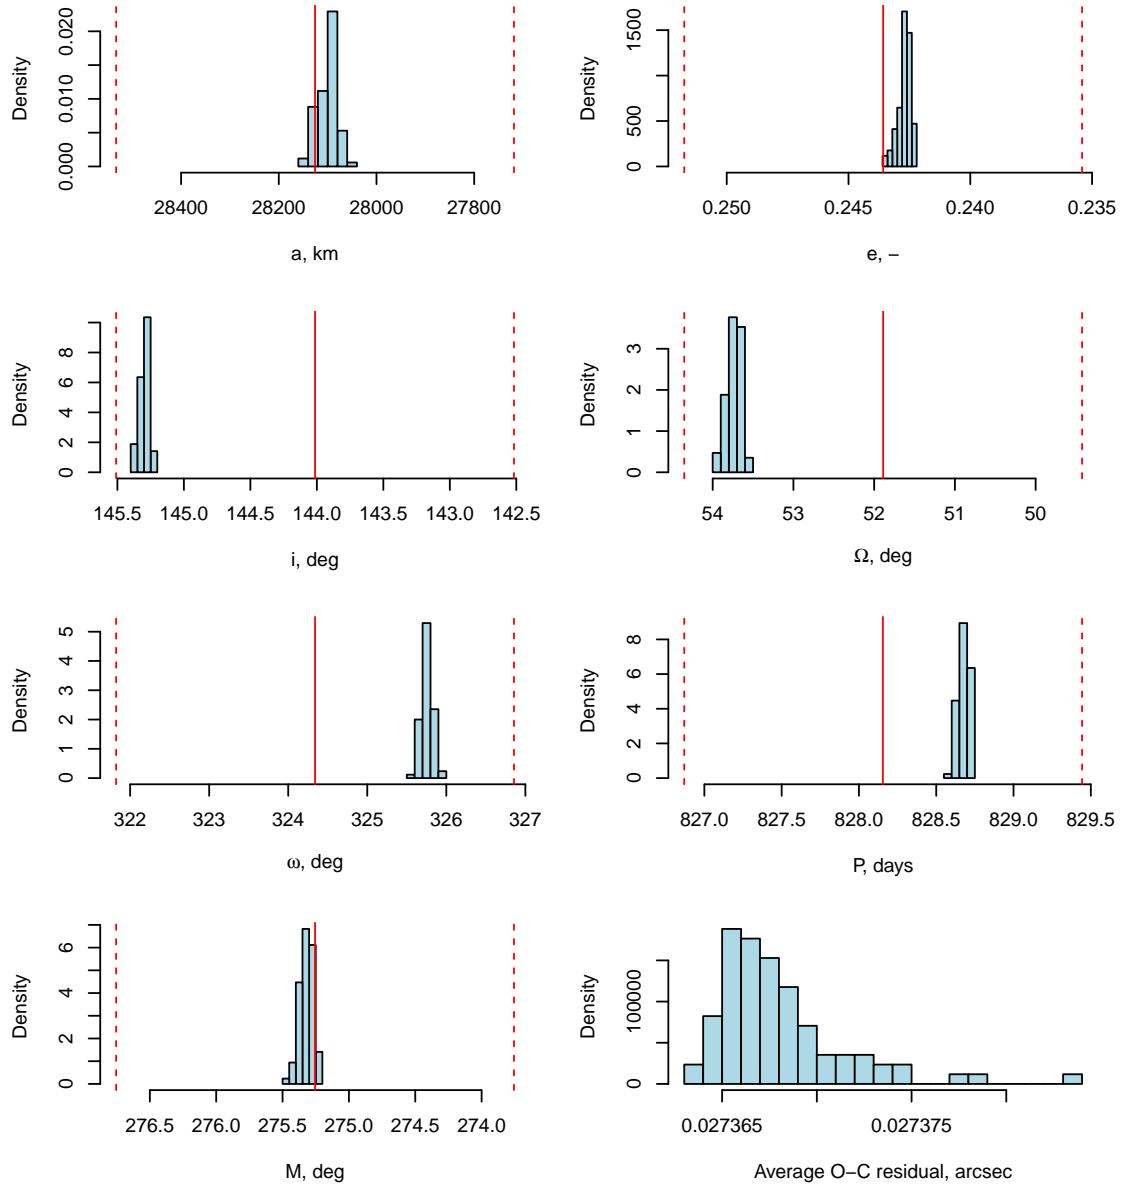 Density
0.000 0.010 0.020
28400 28200 28000 27800
a, km
Density
0 500 1500
0.250 0.245 0.240 0.235
e, −
Density
0 2 4 6 8
145.5 145.0 144.5 144.0 143.5 143.0 142.5
i, deg
Density
0 1 2 3
54 53 52 51 50
Ω, deg
Density
0 1 2 3 4 5
322 323 324 325 326 327
ω, deg
Density
0 2 4 6 8
827.0 827.5 828.0 828.5 829.0 829.5
P, days
Density
0 2 4 6
276.5 276.0 275.5 275.0 274.5 274.0
M, deg
Density
0 100000
0.027365 0.027375
Average O−C residual, arcsec